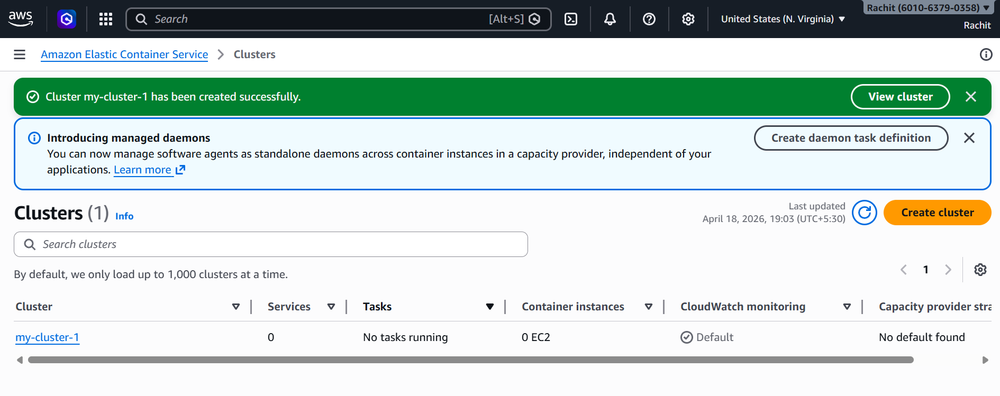 aws
Search
[Alt+S]
United States (N. Virginia)
Rachit (6010-6379-0358)
Rachit
Amazon Elastic Container Service
Clusters
Cluster my-cluster-1 has been created successfully.
View cluster
Introducing managed daemons
You can now manage software agents as standalone daemons across container instances in a capacity provider, independent of your
applications. Learn more
Create daemon task definition
Clusters (1) Info
Last updated
April 18, 2026, 19:03 (UTC+5:30)
Create cluster
Search clusters
By default, we only load up to 1,000 clusters at a time.
1
Cluster Services Tasks Container instances CloudWatch monitoring Capacity provider stra
my-cluster-1 0 No tasks running 0 EC2 Default No default found